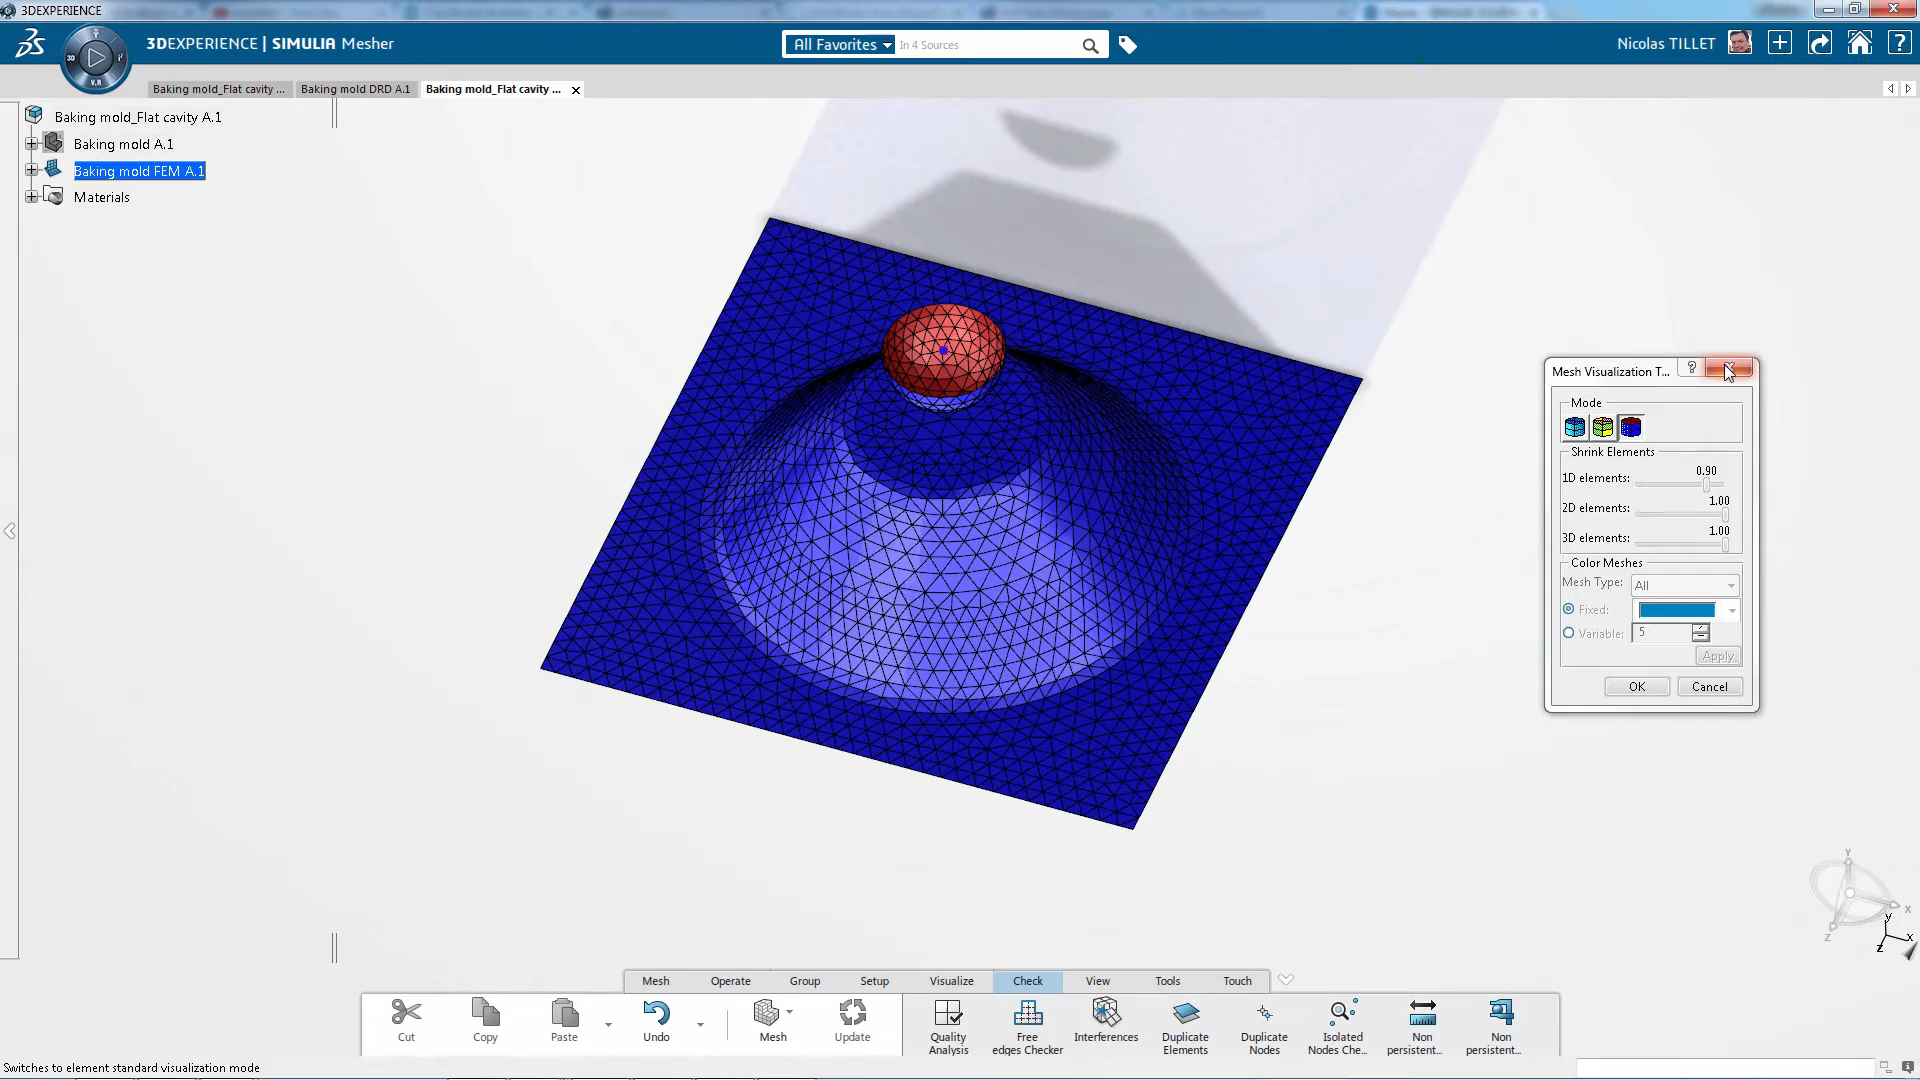 3DEXPERIENCE
3DEXPERIENCE | SIMULIA Mesher
3D
i²
V.R
All Favorites
In 4 Sources
Nicolas TILLET
Baking mold_Flat cavity ...
Baking mold DRD A.1
Baking mold_Flat cavity ...
Baking mold_Flat cavity A.1
Baking mold A.1
Baking mold FEM A.1
Materials
Mesh Visualization T...
Mode
Shrink Elements
0,90
1D elements:
1.00
2D elements:
1.00
3D elements:
Color Meshes
Mesh Type:
All
Fixed:
Variable:
5
Apply
OK
Cancel
Y
X
Z
y
x
z
Mesh
Operate
Group
Setup
Visualize
Check
View
Tools
Touch
Cut
Copy
Paste
Undo
Mesh
Update
Quality
Analysis
Free
edges Checker
Interferences
Duplicate
Elements
Duplicate
Nodes
Isolated
Nodes Che...
Non
persistent...
Non
persistent...
Switches to element standard visualization mode